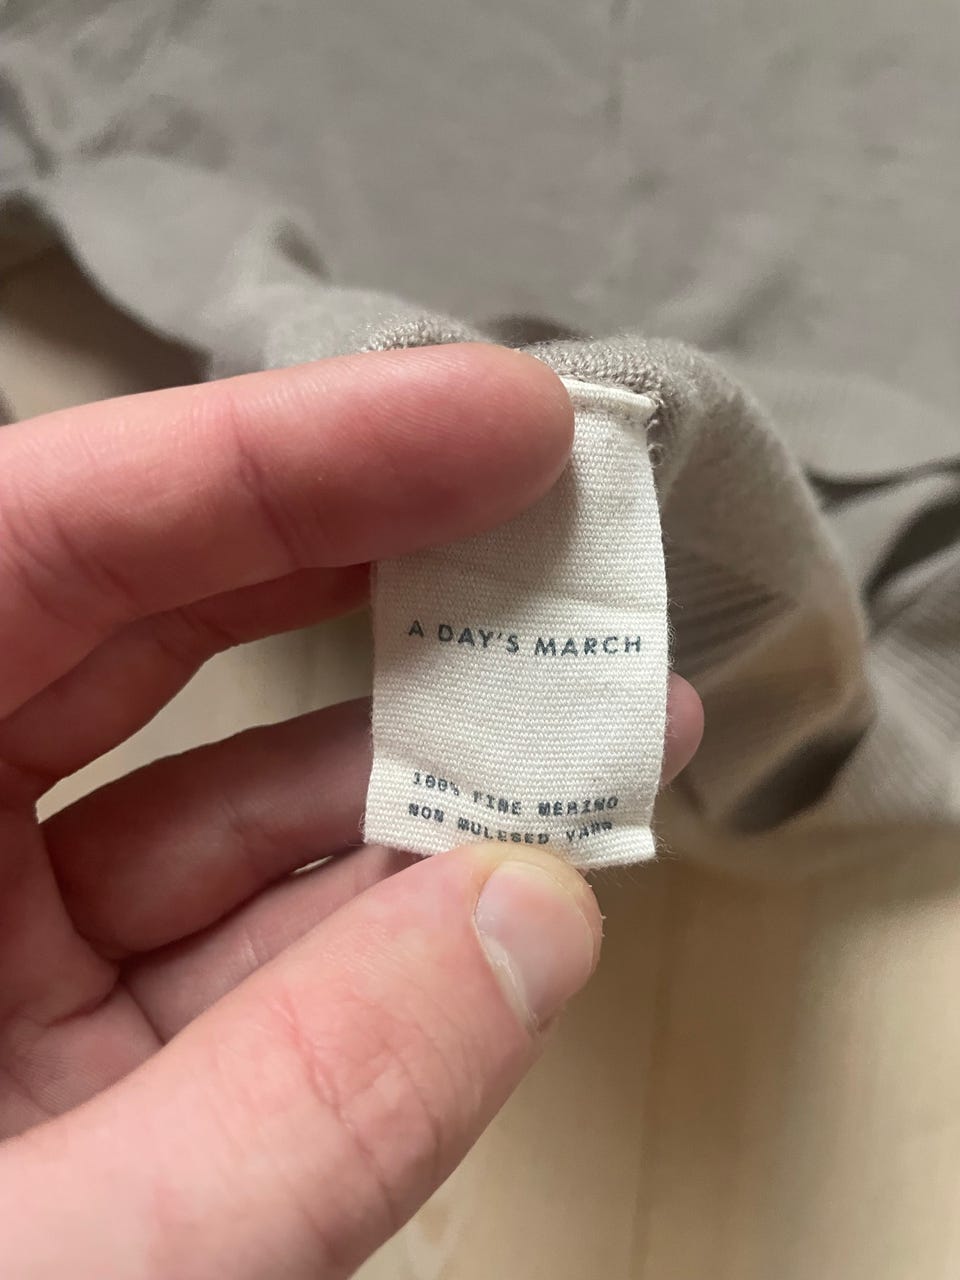 A DAY'S MARCH
100% FINE MERINO
NON MULESED YARN